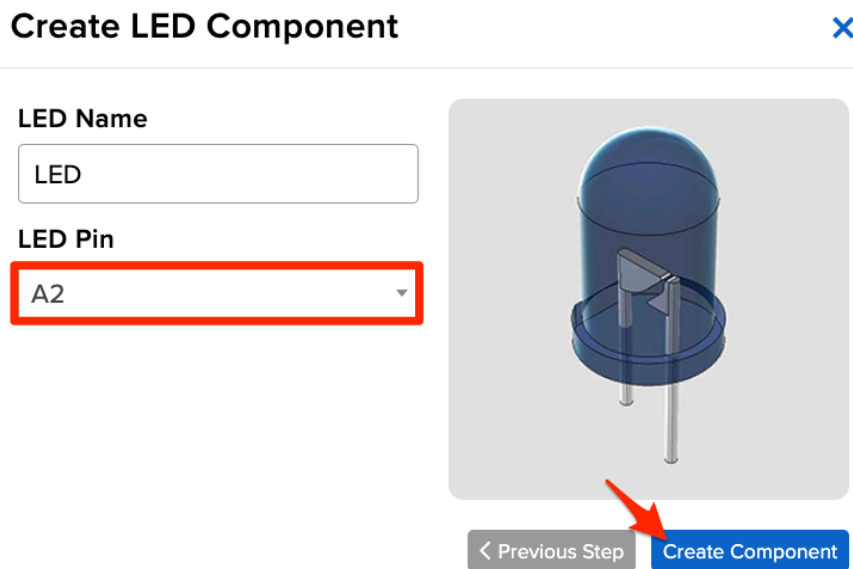 Create LED Component
LED Name
LED
LED Pin
A2
Previous Step
Create Component